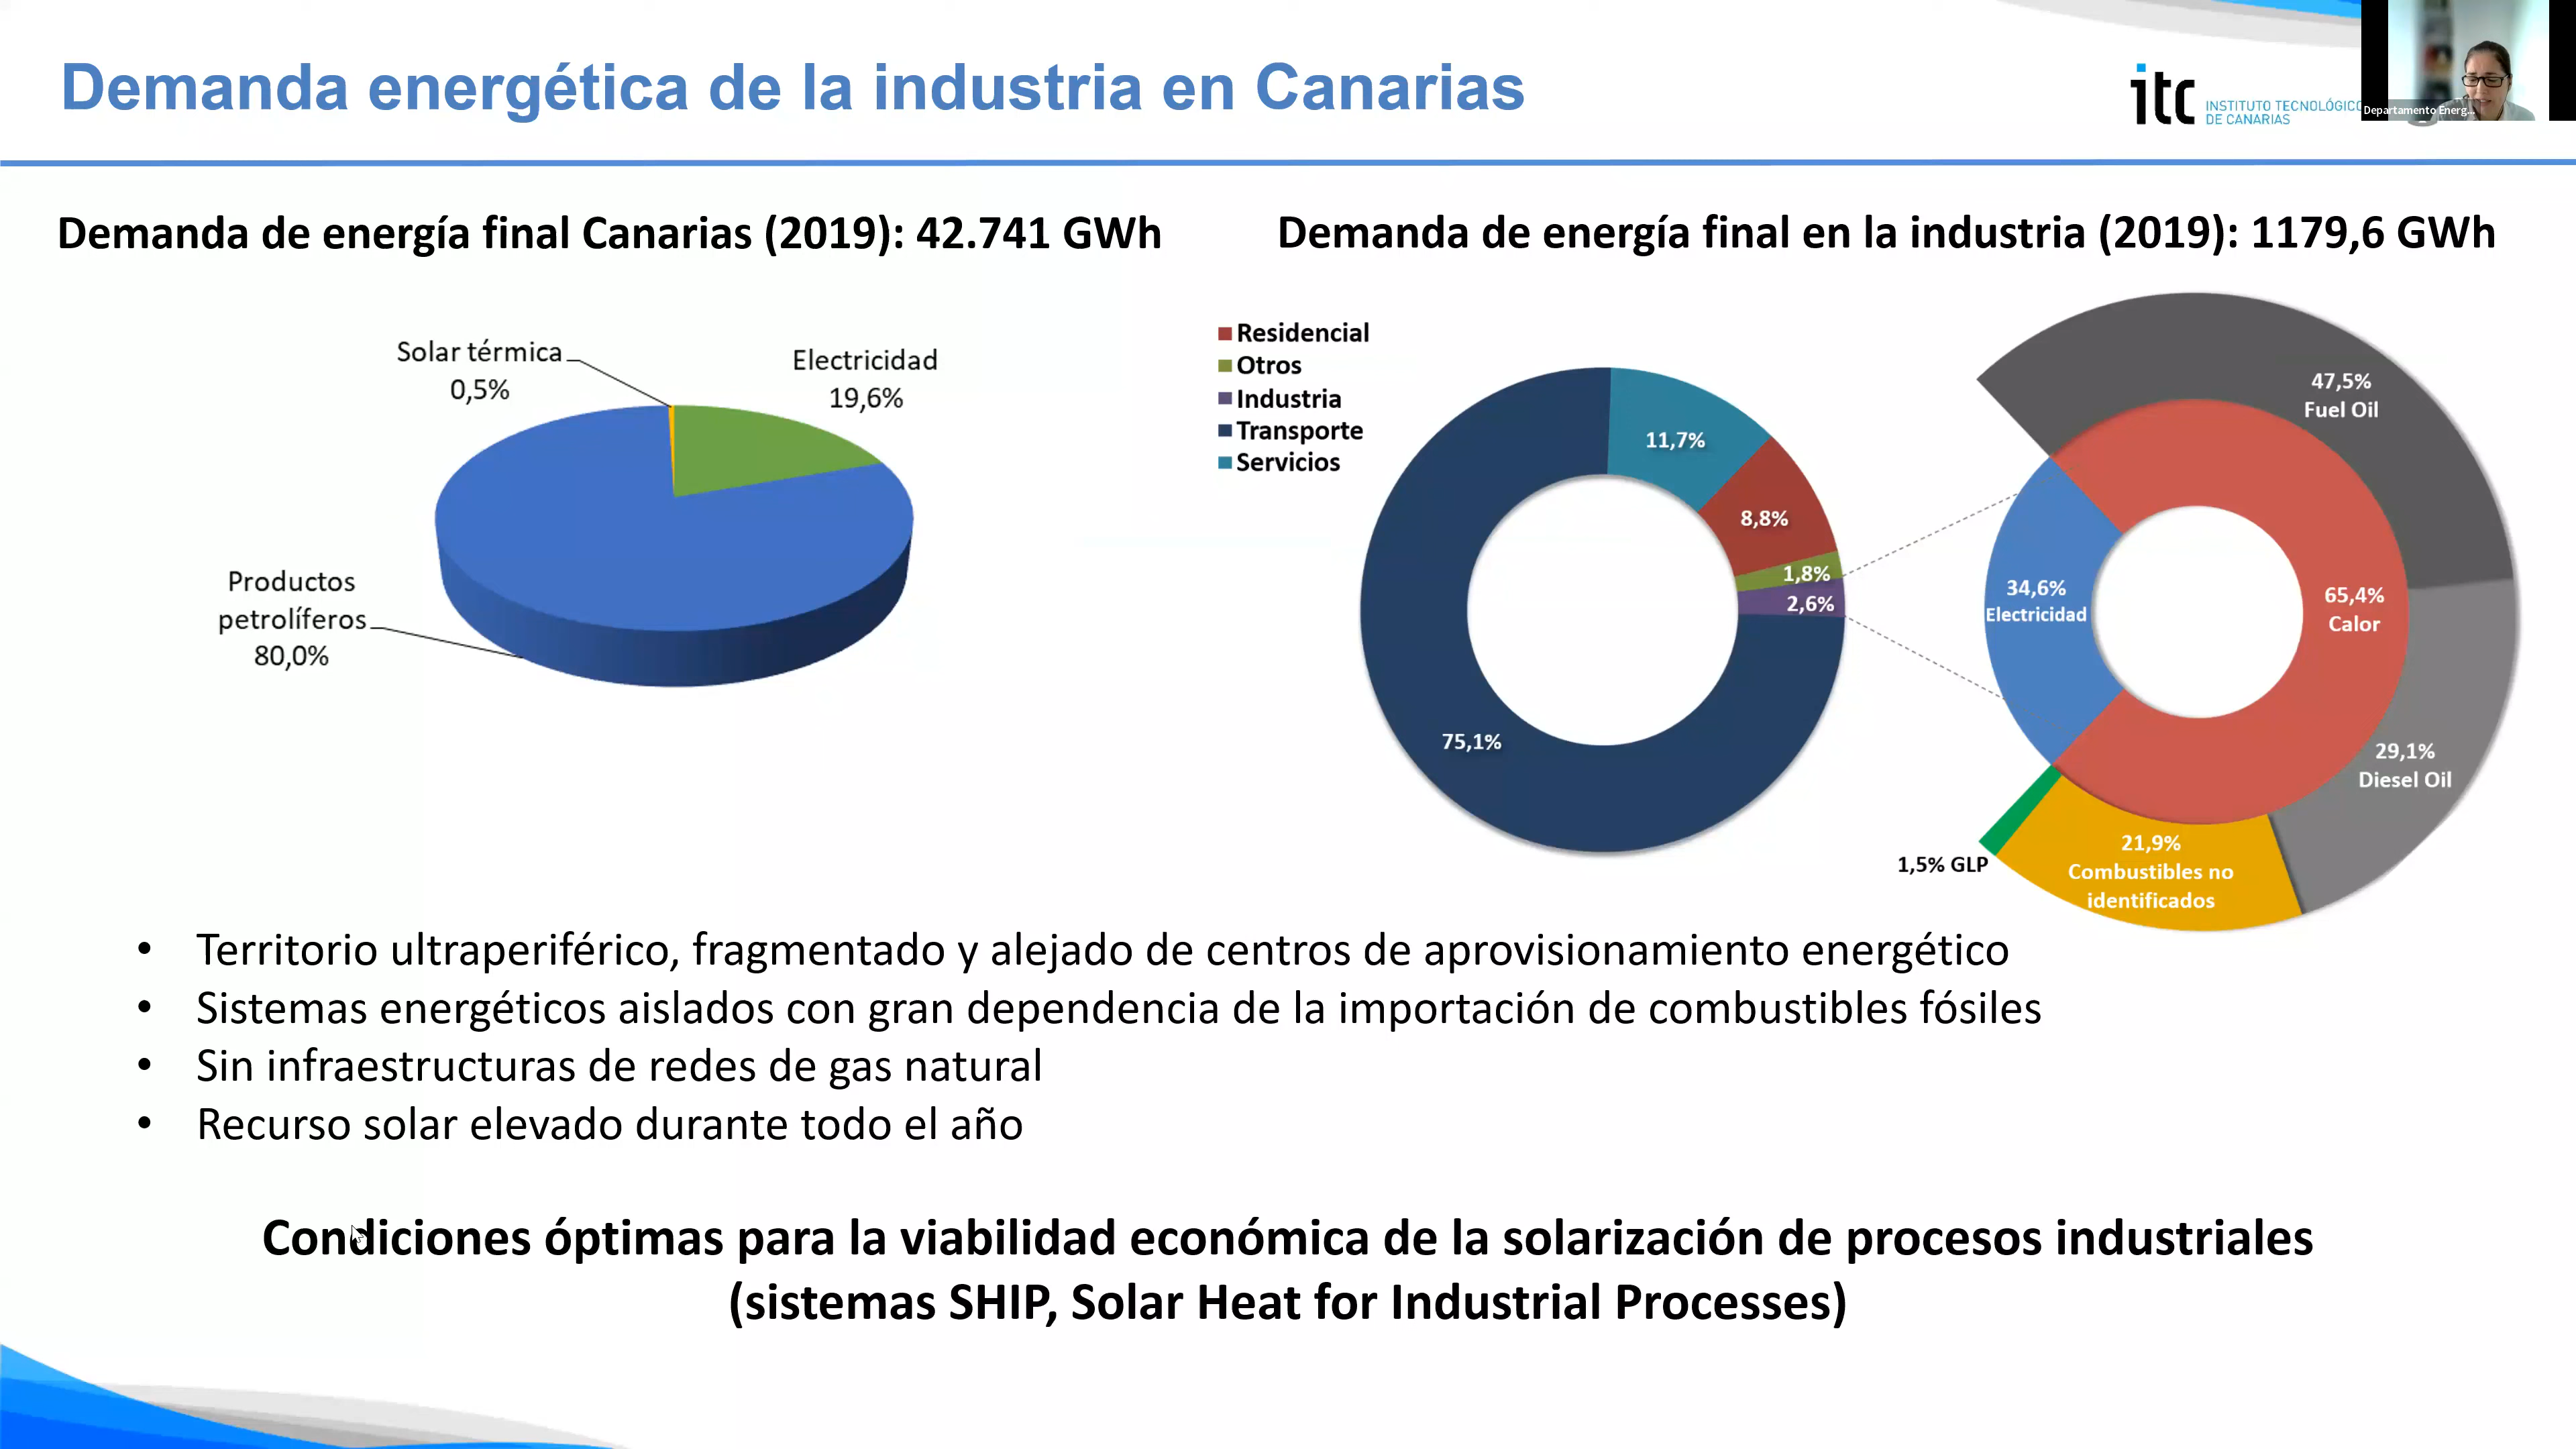 Demanda energética de la industria en Canarias
itc
INSTITUTO TECNOLÓGICO
DE CANARIAS
Departamento Energ...
Demanda de energía final Canarias (2019): 42.741 GWh
Solar térmica
0,5%
Electricidad
19,6%
Productos
petrolíferos
80,0%
Demanda de energía final en la industria (2019): 1179,6 GWh
Residencial
Otros
Industria
Transporte
Servicios
11,7%
8,8%
1,8%
2,6%
75,1%
47,5%
Fuel Oil
34,6%
Electricidad
65,4%
Calor
29,1%
Diesel Oil
21,9%
Combustibles no
identificados
1,5% GLP
• Territorio ultraperiférico, fragmentado y alejado de centros de aprovisionamiento energético
• Sistemas energéticos aislados con gran dependencia de la importación de combustibles fósiles
• Sin infraestructuras de redes de gas natural
• Recurso solar elevado durante todo el año
Condiciones óptimas para la viabilidad económica de la solarización de procesos industriales
(sistemas SHIP, Solar Heat for Industrial Processes)